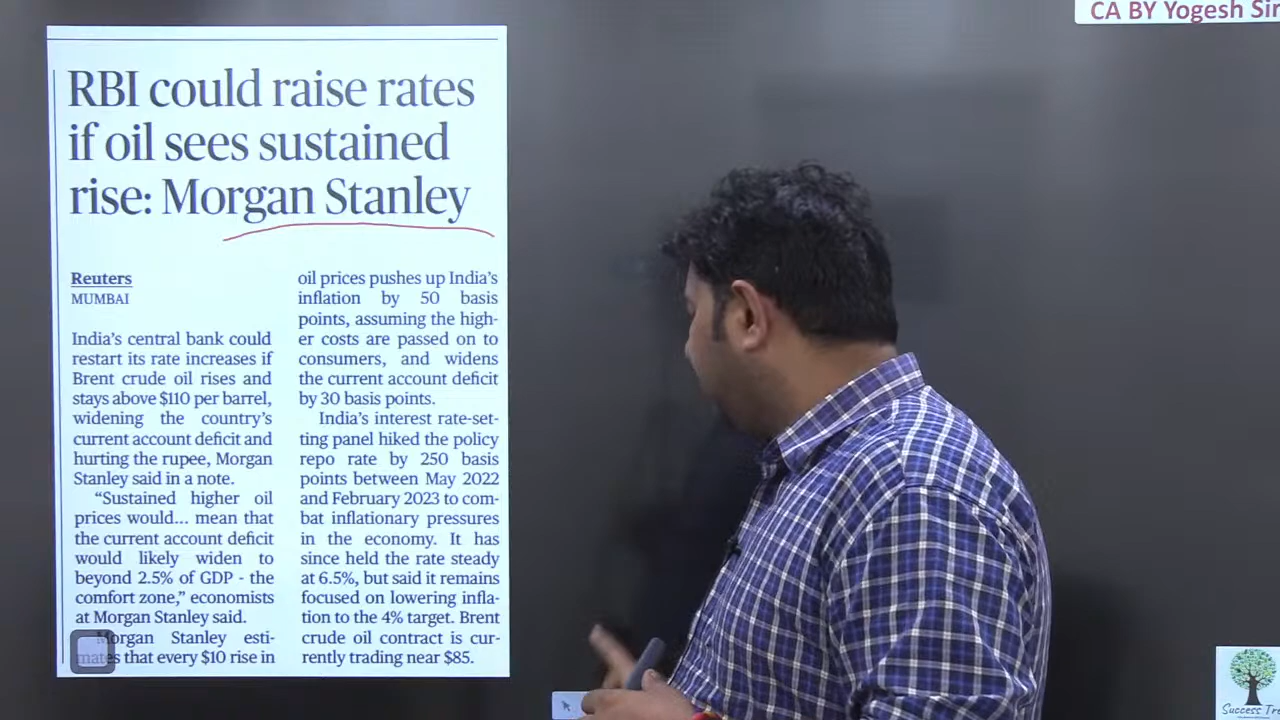 CA BY Yogesh Sir
RBI could raise rates
if oil sees sustained
rise: Morgan Stanley
Reuters
MUMBAI
India's central bank could
restart its rate increases if
Brent crude oil rises and
stays above $110 per barrel,
widening the country's
current account deficit and
hurting the rupee, Morgan
Stanley said in a note.
“Sustained higher oil
prices would... mean that
the current account deficit
would likely widen to
beyond 2.5% of GDP - the
comfort zone,” economists
at Morgan Stanley said.
Morgan Stanley esti-
mates that every $10 rise in
oil prices pushes up India's
inflation by 50 basis
points, assuming the high-
er costs are passed on to
consumers, and widens
the current account deficit
by 30 basis points.
India's interest rate-set-
ting panel hiked the policy
repo rate by 250 basis
points between May 2022
and February 2023 to com-
bat inflationary pressures
in the economy. It has
since held the rate steady
at 6.5%, but said it remains
focused on lowering infla-
tion to the 4% target. Brent
crude oil contract is cur-
rently trading near $85.
Success